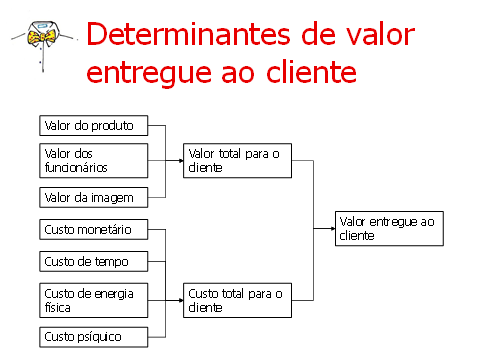 Determinantes de valor
entregue ao cliente
Valor do produto
Valor dos
funcionários
Valor da imagem
Custo monetário
Custo de tempo
Custo de energia
física
Custo psíquico
Valor total para o
cliente
Custo total para o
cliente
Valor entregue ao
cliente